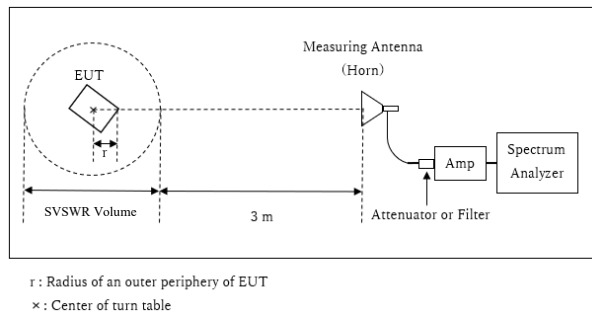 Measuring Antenna
(Horn)
EUT
×
r
Amp
Spectrum
Analyzer
SVSWR Volume
3 m
Attenuator or Filter
r : Radius of an outer periphery of EUT
× : Center of turn table